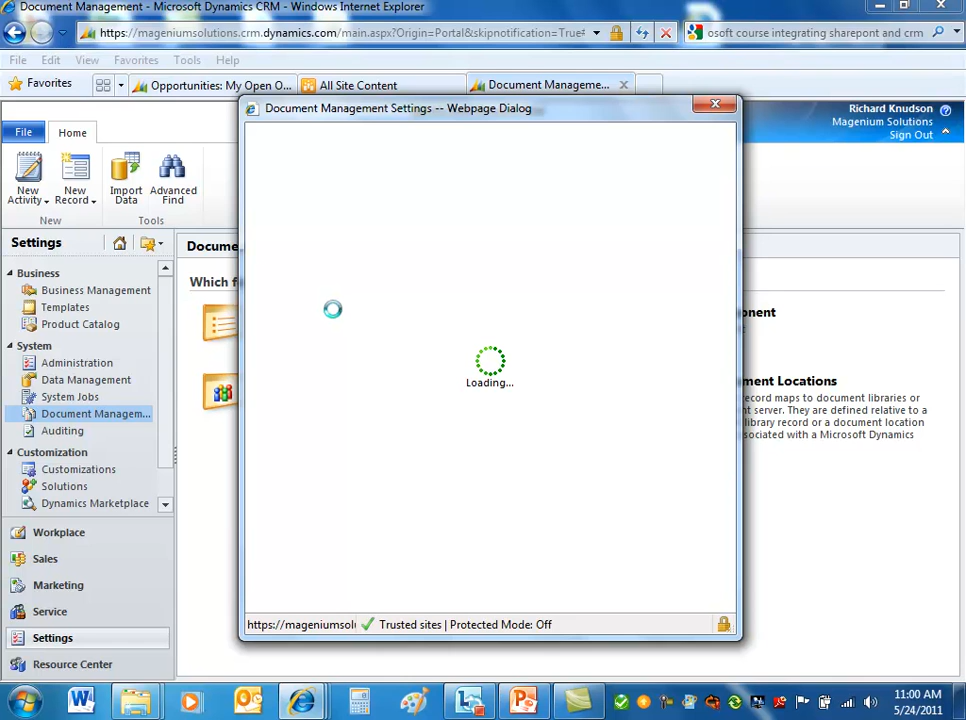 Document Management - Microsoft Dynamics CRM - Windows Internet Explorer
https://mageniumsolutions.crm.dynamics.com/main.aspx?Origin=Portal&skipnotification=True
osoft course integrating sharepont and crm
File Edit View Favorites Tools Help
Favorites
Opportunities: My Open O...
All Site Content
Document Manageme...
Document Management Settings -- Webpage Dialog
Richard Knudson
Magenium Solutions
Sign Out
File
Home
New Activity
New Record
Import Data
Advanced Find
New
Tools
Settings
Docume
Business
Which f
Business Management
Templates
Product Catalog
onent
System
Administration
Data Management
ment Locations
System Jobs
record maps to document libraries or
Document Managem...
nt server. They are defined relative to a
library record or a document location
Auditing
sociated with a Microsoft Dynamics
Loading...
Customization
Customizations
Solutions
Dynamics Marketplace
Workplace
Sales
Marketing
Service
https://mageniumsolu
Trusted sites | Protected Mode: Off
Settings
Resource Center
11:00 AM
5/24/2011